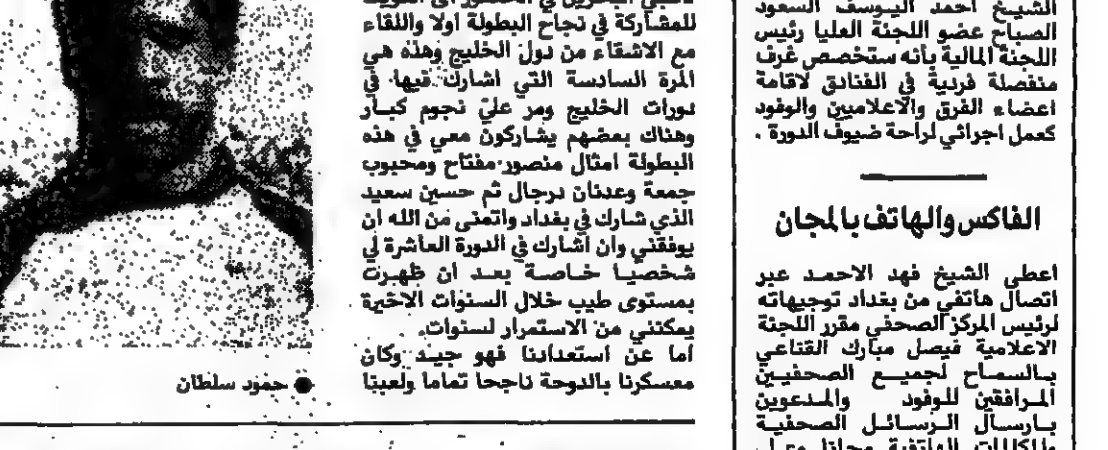 الشيخ احمد اليوسف السعود
الصباح عضو اللجنة العليا رئيس
اللجنة المالية بأنه ستخصص غرف
منفصلة فرئية في الفنادق لاقامة
اعضاء الفرق والاعلاميين والوفود
كعمل اجرائي لراحة ضيوف الدورة .
الفاكس والهاتف بالمجان
اعطى الشيخ فهد الاحمد عبر
اتصال هاتفي من بغداد توجيهاته
لرئيس المركز الصحفي مقرر اللجنة
الاعلامية فيصل مبارك القناعي
بالسماح لجميع الصحفيين
المرافقين للوفود والمدعوين
بارسال الرسائل الصحفية
للمشاركة في نجاح البطولة اولا واللقاء
مع الاشقاء من دول الخليج وهذه هي
المرة السادسة التي اشارك فيها في
دورات الخليج ومر علي نجوم كبار
وهناك بعضهم يشاركون معي في هذه
البطولة امثال منصور مفتاح ومحبوب
جمعة وعدنان درجال ثم حسين سعيد
الذي شارك في بغداد واتمنى من الله ان
يوفقني وان اشارك في الدورة العاشرة لي
شخصيا خاصة بعد ان ظهرت
بمستوى طيب خلال السنوات الاخيرة
يمكنني من الاستمرار لسنوات.
اما عن استعدادنا فهو جيد وكان
معسكرنا بالدوحة ناجحا تماما ولعبنا
● حمود سلطان